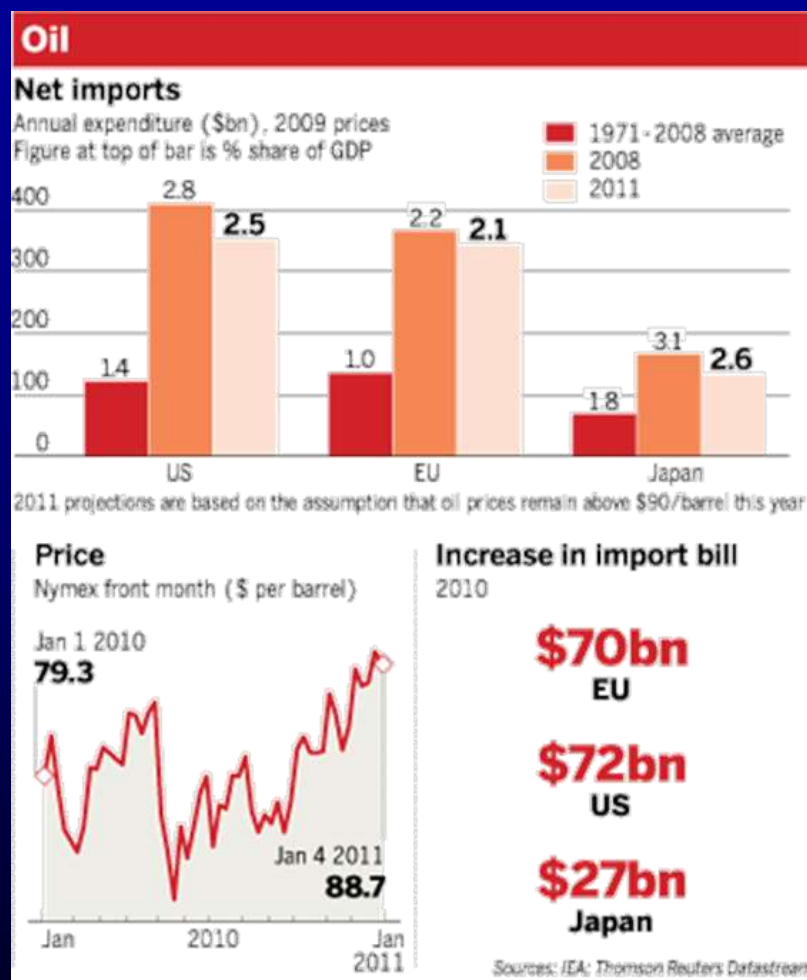 Oil
Net imports
Annual expenditure ($bn), 2009 prices
Figure at top of bar is % share of GDP
1971-2008 average
2008
2011
400
300
200
100
0
1.4
2.8
2.5
1.0
2.2
2.1
1.8
3.1
2.6
US
EU
Japan
2011 projections are based on the assumption that oil prices remain above $90/barrel this year
Price
Nymex front month ($ per barrel)
Jan 1 2010
79.3
Jan 4 2011
88.7
Jan
2010
Jan
2011
Increase in import bill
2010
$70bn
EU
$72bn
US
$27bn
Japan
Sources: IEA; Thomson Reuters Datastream